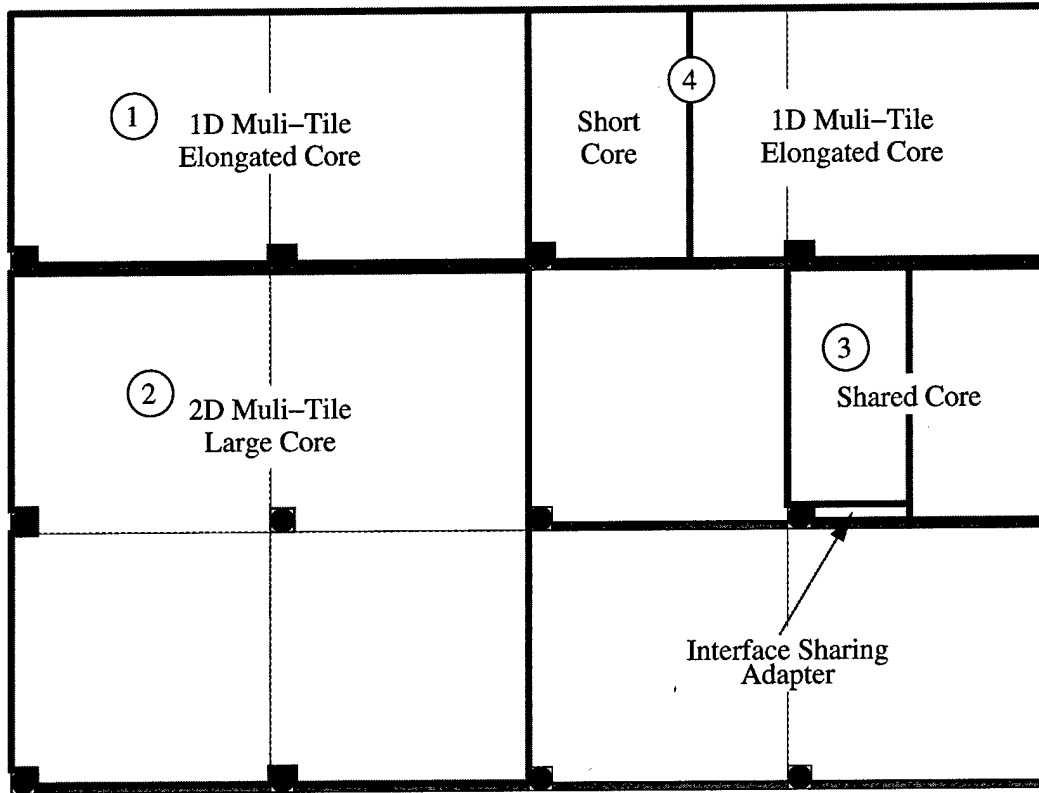 1
1D Muli–Tile
Elongated Core
Short
Core
4
1D Muli–Tile
Elongated Core
2
2D Muli–Tile
Large Core
3
Shared Core
Interface Sharing
Adapter